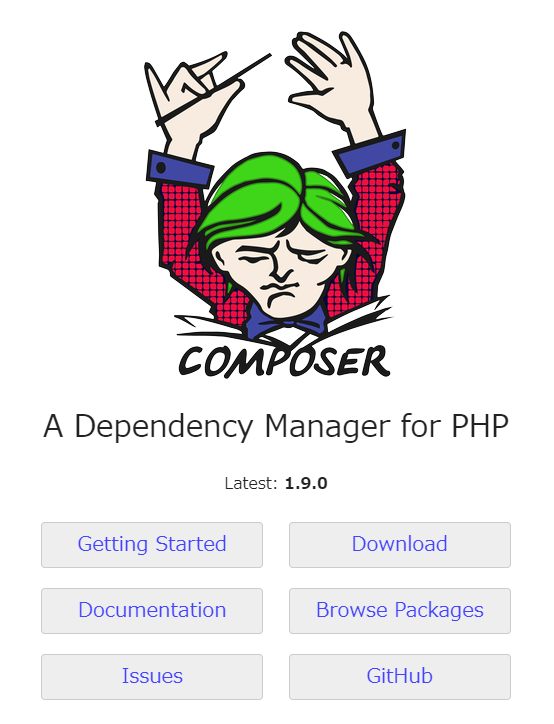 COMPOSER
A Dependency Manager for PHP
Latest: 1.9.0
Getting Started
Download
Documentation
Browse Packages
Issues
GitHub